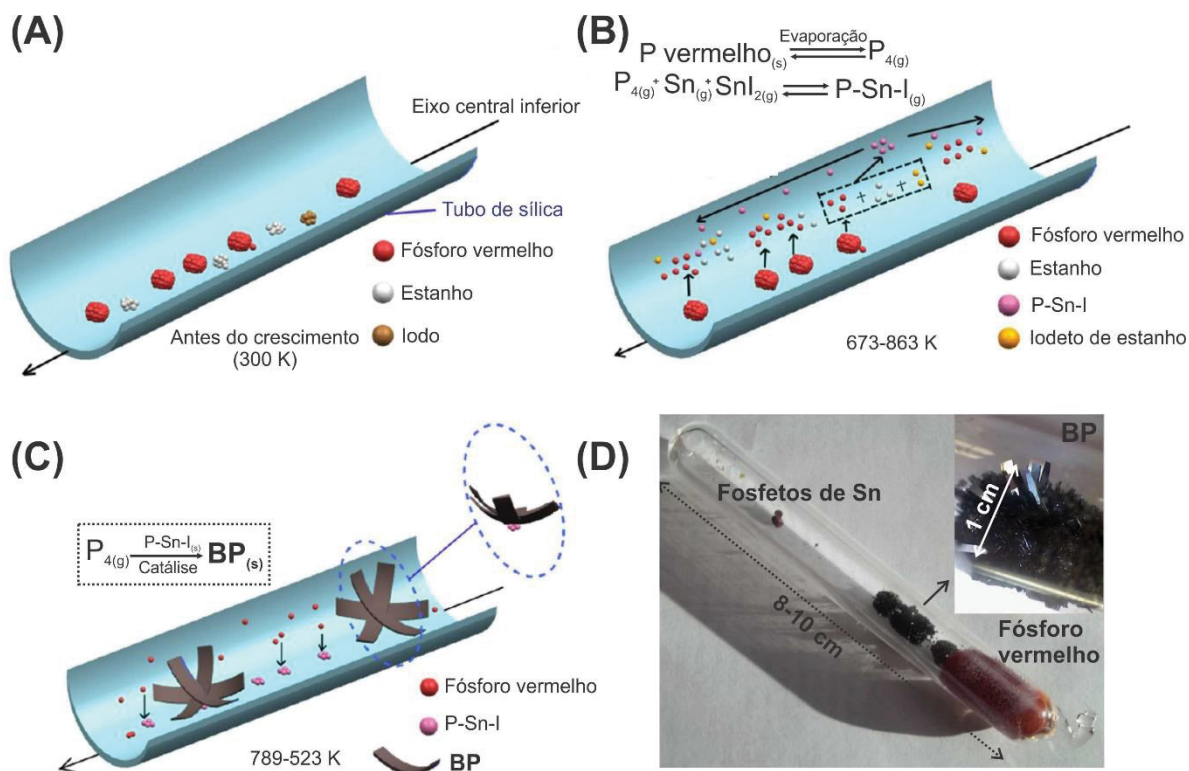 (A)
Eixo central inferior
Tubo de sílica
Fósforo vermelho
Estanho
Iodo
Antes do crescimento
(300 K)
(B)
P vermelho(s) Evaporação P4(g)
P4(g)+ Sn(g)+ SnI2(g) P-Sn-I(g)
Fósforo vermelho
Estanho
P-Sn-I
Iodeto de estanho
673-863 K
(C)
P4(g) P-Sn-I(s) BP(s)
Catálise
Fósforo vermelho
P-Sn-I
BP
789-523 K
(D)
BP
1 cm
Fosfetos de Sn
8-10 cm
Fósforo
vermelho